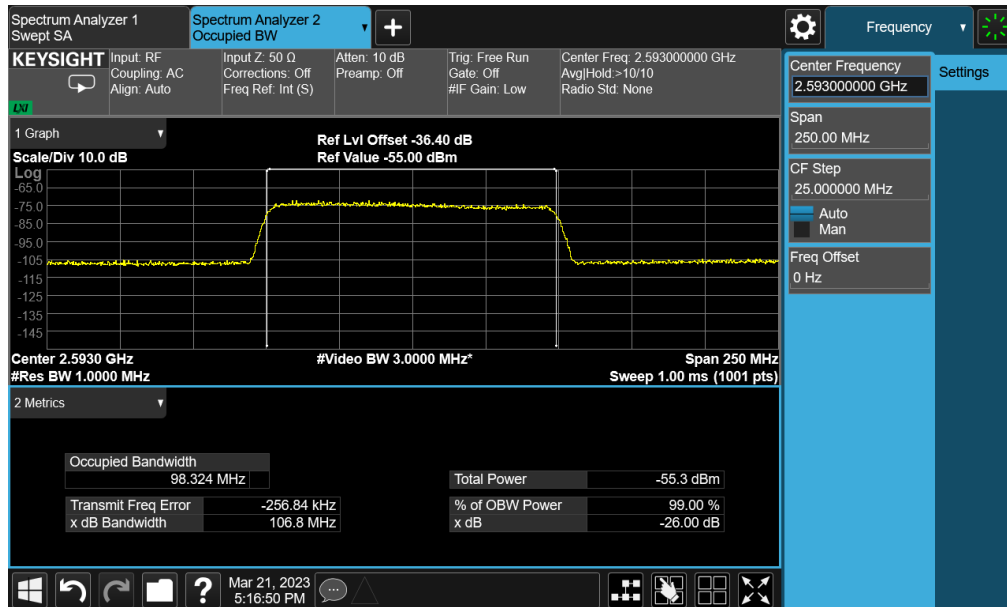 Spectrum Analyzer 1
Swept SA
Spectrum Analyzer 2
Occupied BW
+
Frequency
KEYSIGHT
LXI
Input: RF
Coupling: AC
Align: Auto
Input Z: 50 Ω
Corrections: Off
Freq Ref: Int (S)
Atten: 10 dB
Preamp: Off
Trig: Free Run
Gate: Off
#IF Gain: Low
Center Freq: 2.593000000 GHz
Avg|Hold:>10/10
Radio Std: None
Center Frequency
2.593000000 GHz
Settings
Span
250.00 MHz
CF Step
25.000000 MHz
Auto
Man
Freq Offset
0 Hz
1 Graph
Scale/Div 10.0 dB
Ref Lvl Offset -36.40 dB
Ref Value -55.00 dBm
Log
-65.0
-75.0
-85.0
-95.0
-105
-115
-125
-135
-145
Center 2.5930 GHz
#Res BW 1.0000 MHz
#Video BW 3.0000 MHz*
Span 250 MHz
Sweep 1.00 ms (1001 pts)
2 Metrics
Occupied Bandwidth
98.324 MHz
Transmit Freq Error -256.84 kHz
x dB Bandwidth 106.8 MHz
Total Power -55.3 dBm
% of OBW Power 99.00 %
x dB -26.00 dB
?
Mar 21, 2023
5:16:50 PM